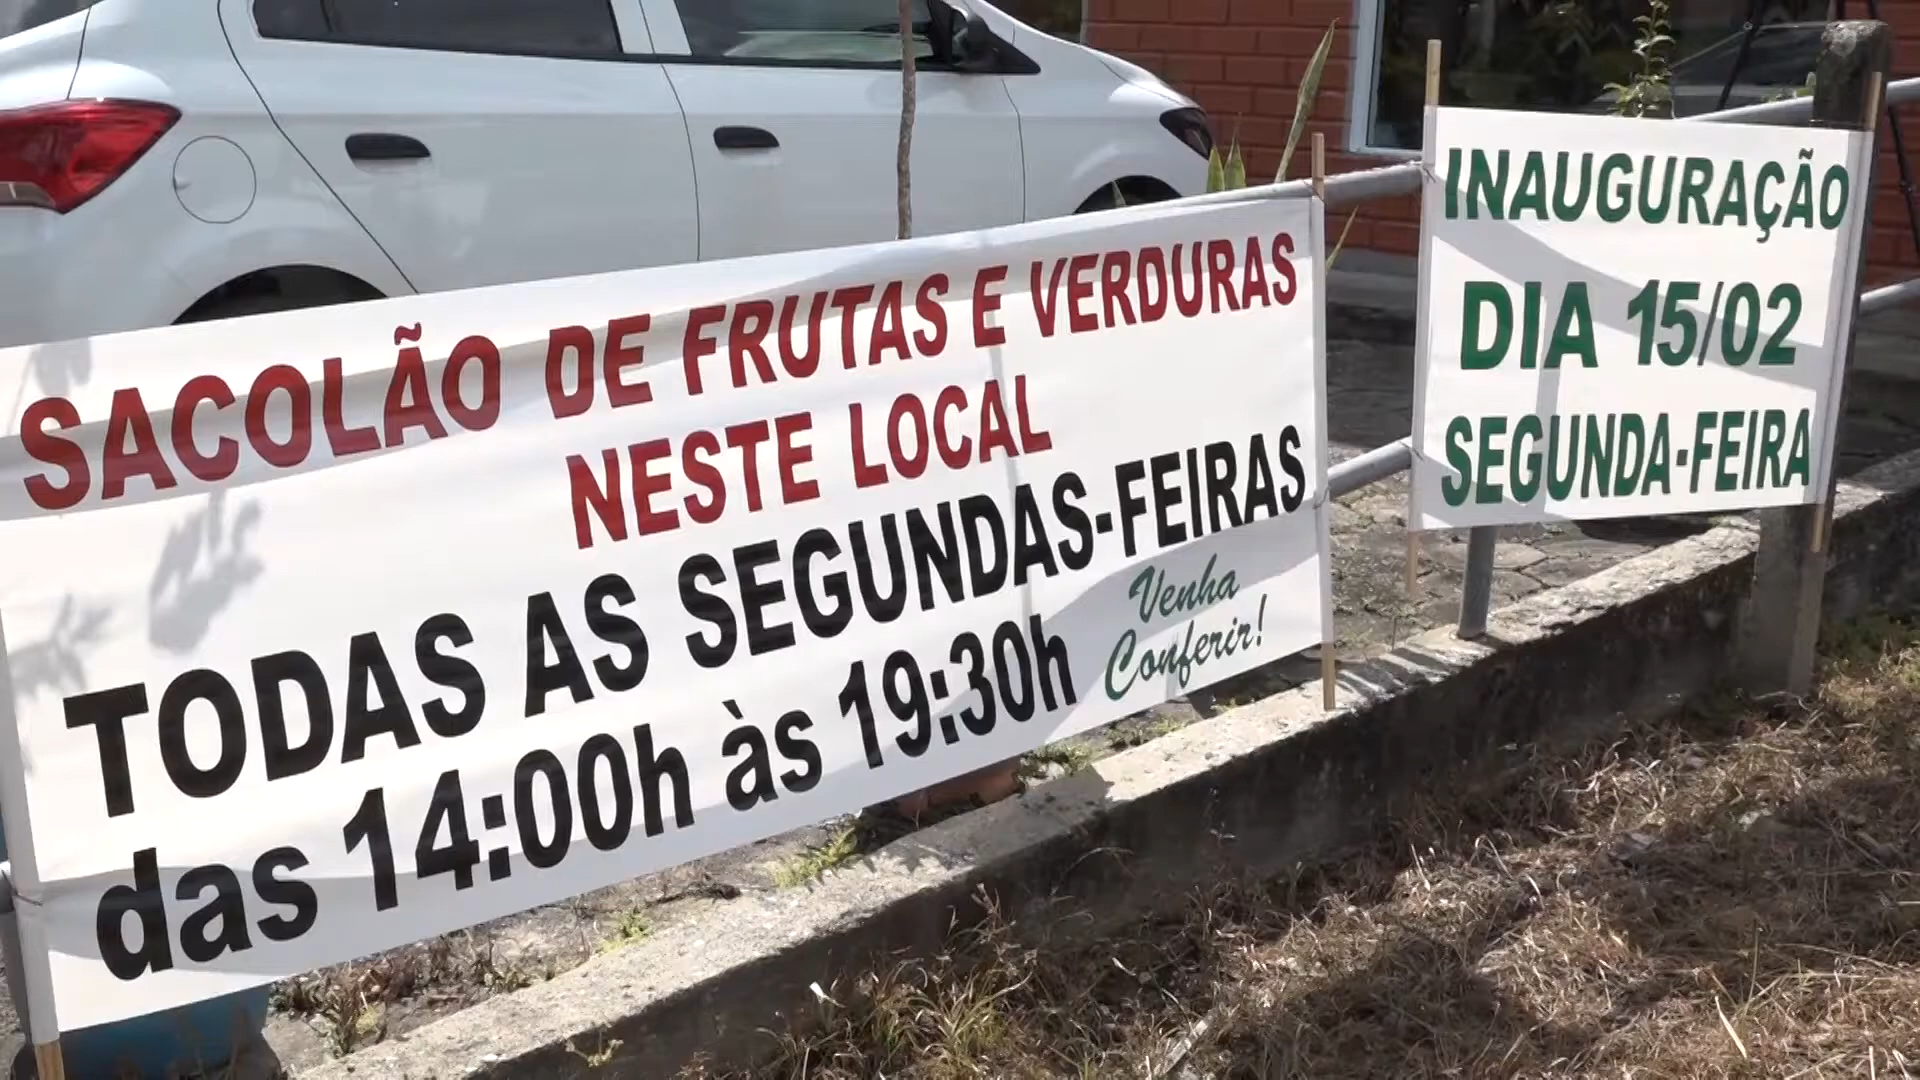 SACOLÃO DE FRUTAS E VERDURAS
NESTE LOCAL
TODAS AS SEGUNDAS-FEIRAS
das 14:00h às 19:30h
Venha
Conferir!
INAUGURAÇÃO
DIA 15/02
SEGUNDA-FEIRA